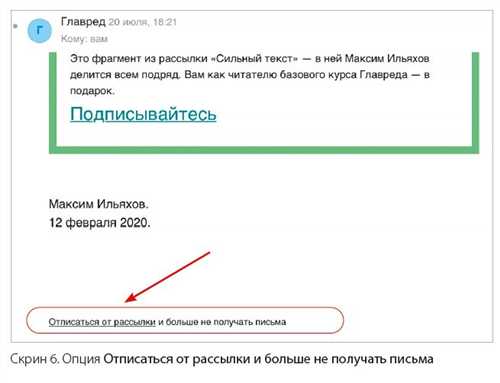 Г
Главред 20 июля, 18:21
Кому: вам
Это фрагмент из рассылки «Сильный текст» — в ней Максим Ильяхов
делится всем подряд. Вам как читателю базового курса Главреда — в
подарок.
Подписывайтесь
Максим Ильяхов.
12 февраля 2020.
Отписаться от рассылки и больше не получать письма
Скрин 6. Опция Отписаться от рассылки и больше не получать письма